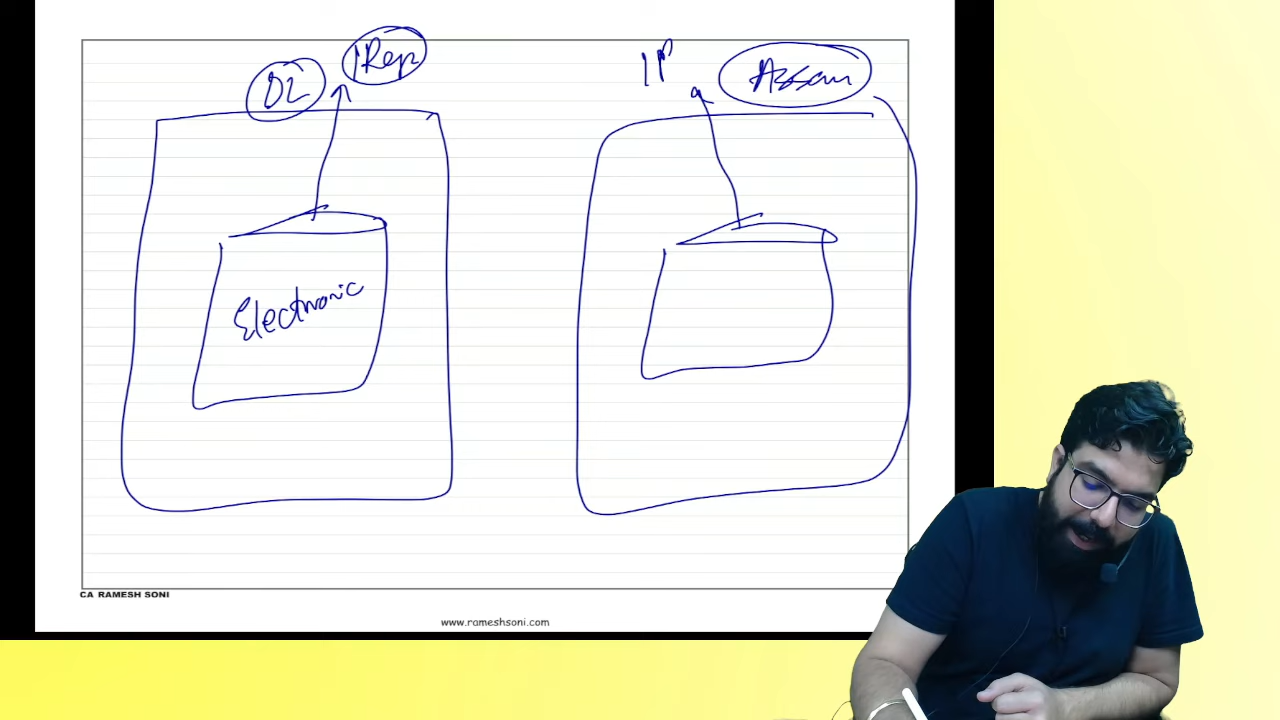 DL
1 Rep
1P
Assam
Electronic
CA RAMESH SONI
www.rameshsoni.com